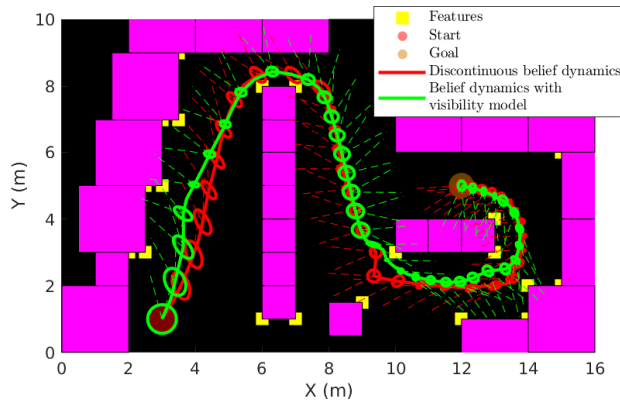 Features
Start
Goal
Discontinuous belief dynamics
Belief dynamics with
visibility model
10
8
6
4
2
0
Y (m)
0 2 4 6 8 10 12 14 16
X (m)